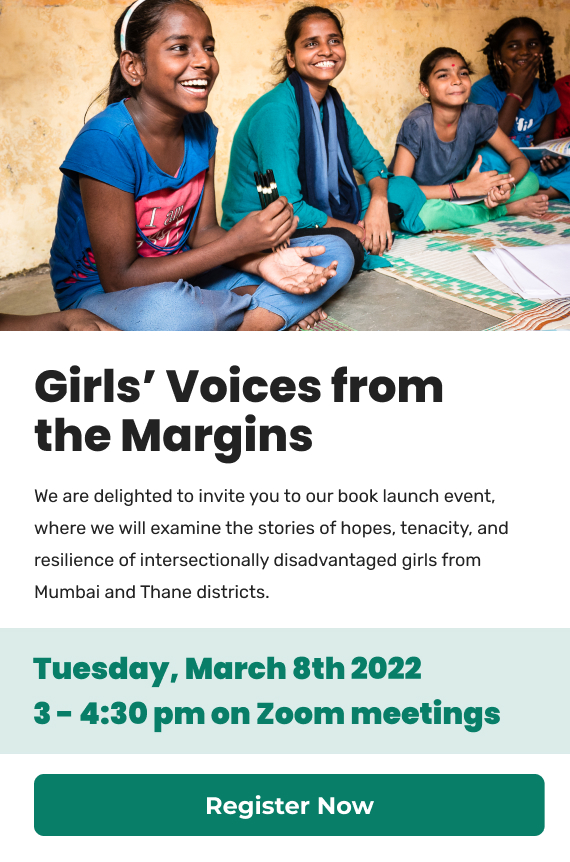 I am
Girls’ Voices from
the Margins
We are delighted to invite you to our book launch event,
where we will examine the stories of hopes, tenacity, and
resilience of intersectionally disadvantaged girls from
Mumbai and Thane districts.
Tuesday, March 8th 2022
3 – 4:30 pm on Zoom meetings
Register Now